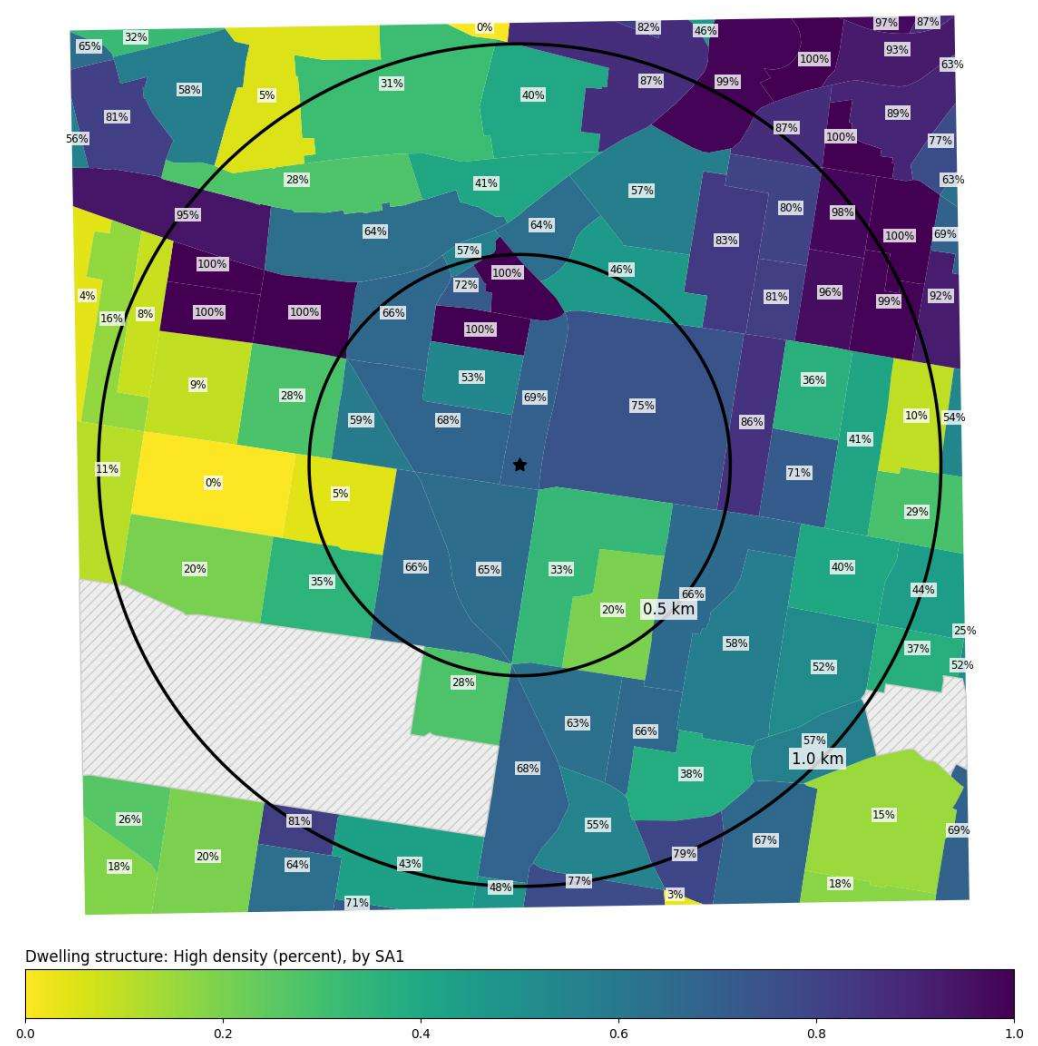 0% 82% 46% 97% 87%
65% 32% 93%
100% 63%
58% 5% 31% 40% 87% 99%
81% 89%
56% 87% 100% 77%
28% 41% 57% 63%
95% 64% 64% 80% 98%
57% 83% 100% 69%
100% 72% 100% 46%
4% 81% 96% 99% 92%
16% 8% 100% 100% 66% 100%
9% 28% 53% 36%
59% 68% 69% 75% 86% 10% 54%
41%
11% 0% 5% 71%
29%
20% 35% 66% 65% 33% 40%
20% 66% 44%
0.5 km
58% 25%
37%
28% 52% 52%
63% 66% 57%
68% 38% 1.0 km
26% 81% 55% 15%
18% 20% 64% 43% 79% 67% 69%
71% 48% 77% 3% 18%
Dwelling structure: High density (percent), by SA1
0.0 0.2 0.4 0.6 0.8 1.0